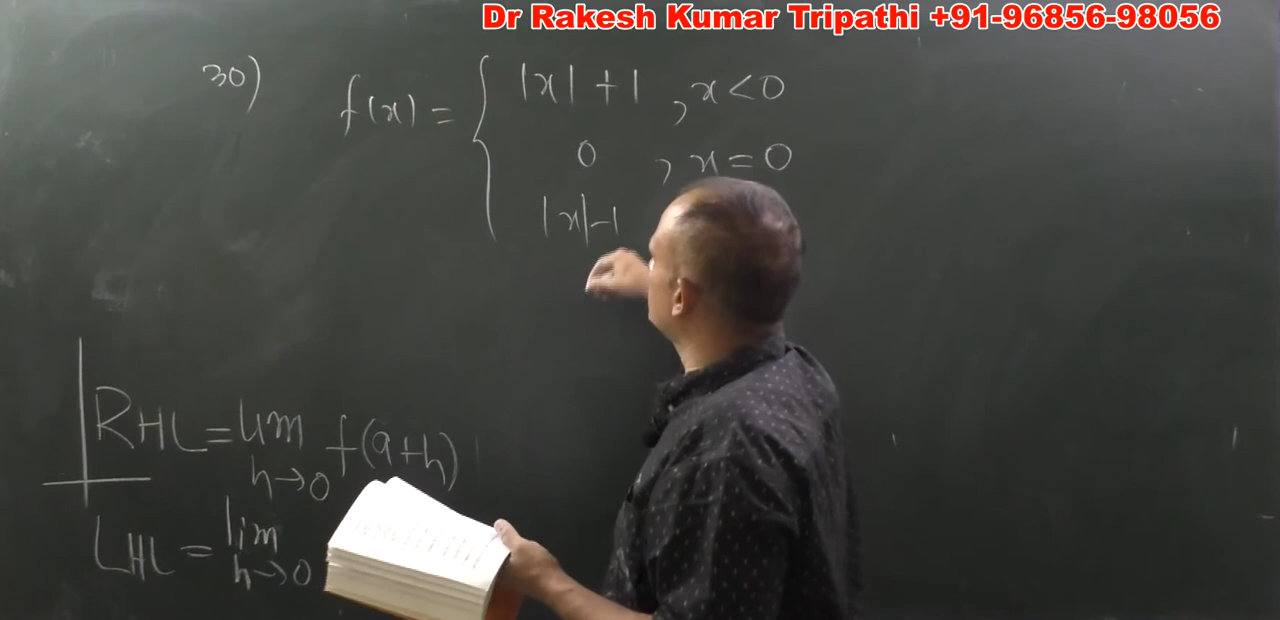 Dr Rakesh Kumar Tripathi +91-96856-98056
30) f(x) = { |x| + 1 , x < 0
0 , x = 0
|x| - 1
RHL = lim h→0 f(a+h)
LHL = lim h→0